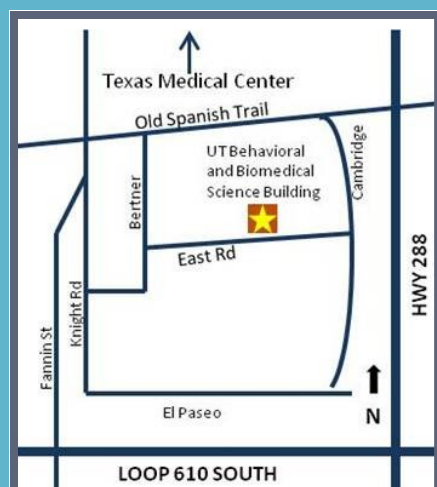 Texas Medical Center
Old Spanish Trail
UT Behavioral
and Biomedical
Science Building
Cambridge
Bertner
East Rd
HWY 288
Knight Rd
Fannin St
El Paseo
N
LOOP 610 SOUTH